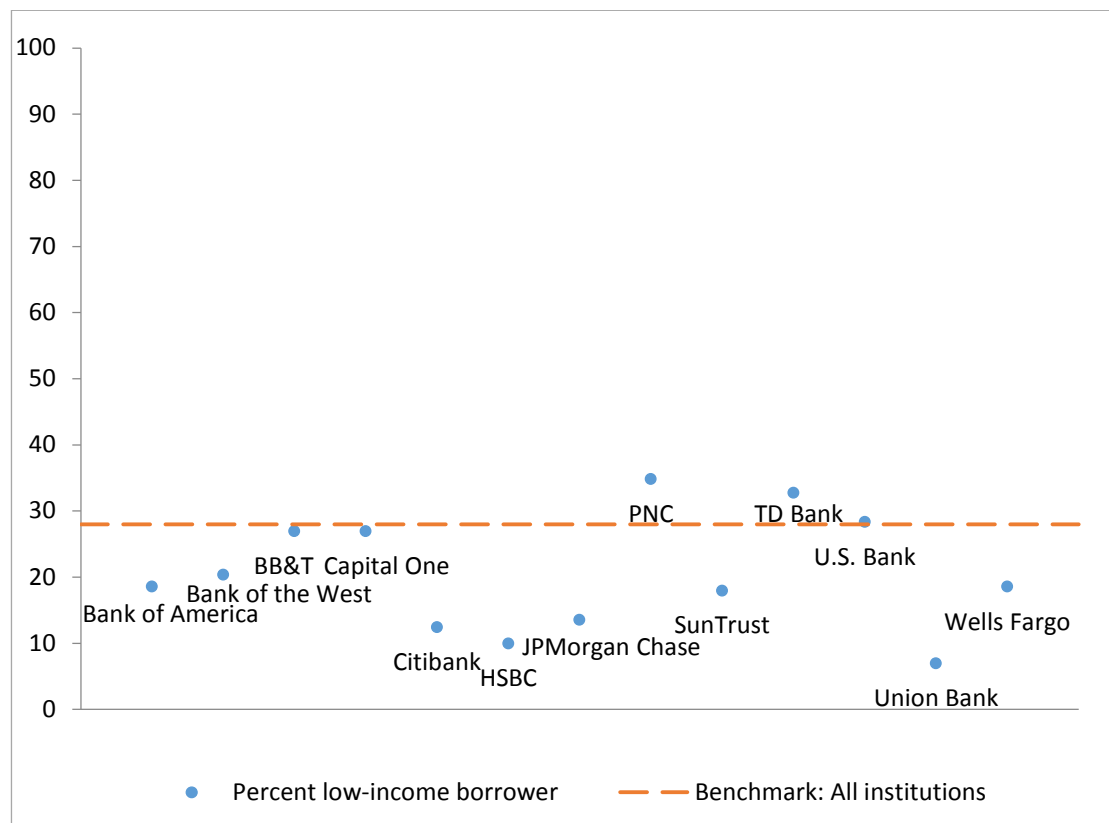 100
90
80
70
60
50
40
30
20
10
0
PNC
TD Bank
U.S. Bank
BB&T
Capital One
Bank of the West
Bank of America
SunTrust
Wells Fargo
JPMorgan Chase
Citibank
HSBC
Union Bank
Percent low-income borrower
Benchmark: All institutions